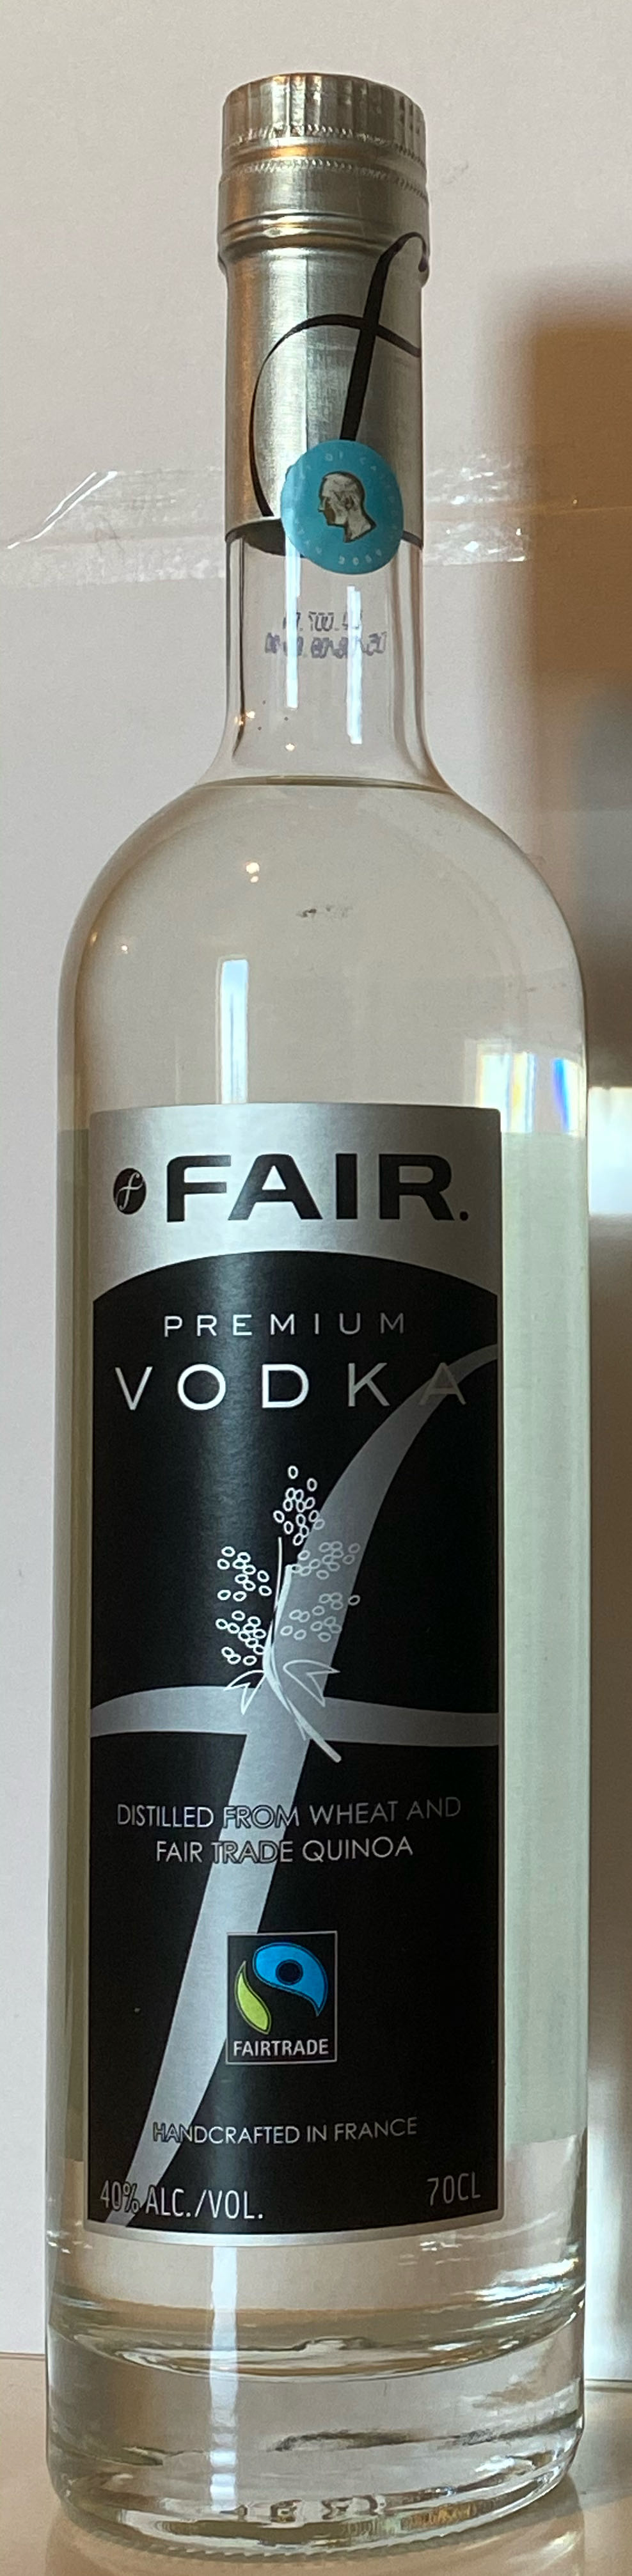 f
f FAIR.
PREMIUM
VODKA
DISTILLED FROM WHEAT AND
FAIR TRADE QUINOA
FAIRTRADE
HANDCRAFTED IN FRANCE
40% ALC./VOL.
70CL